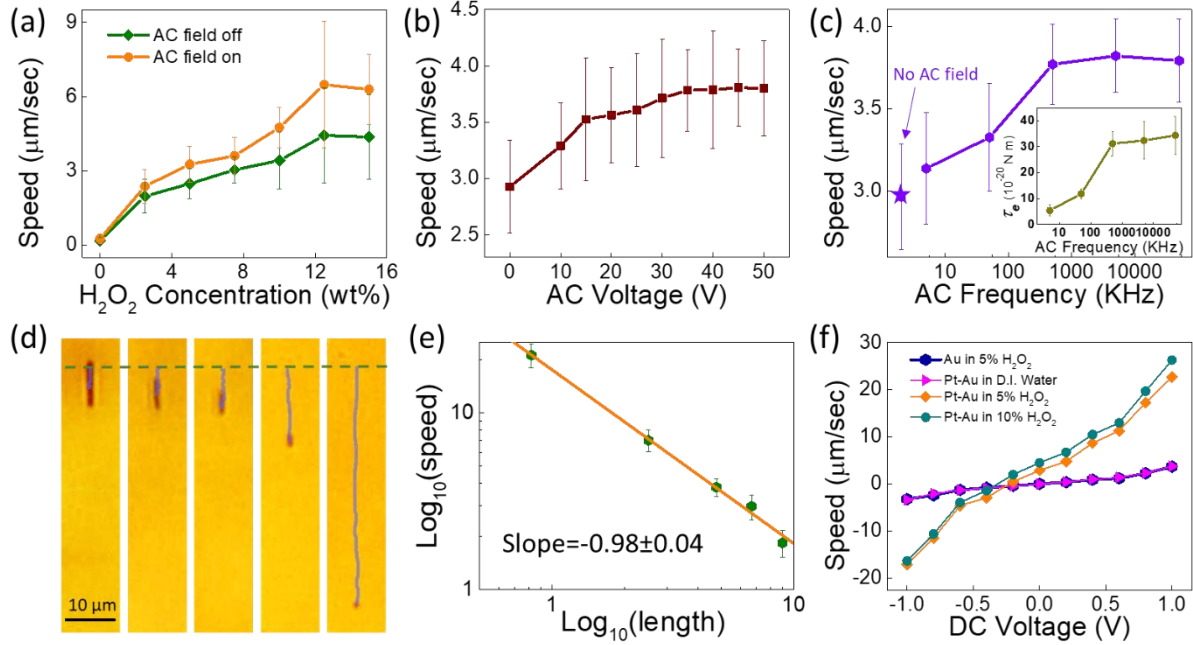 (a)
9
6
3
0
Speed (μm/sec)
AC field off
AC field on
0 4 8 12 16
H₂O₂ Concentration (wt%)
(b)
4.5
4.0
3.5
3.0
2.5
Speed (μm/sec)
0 10 20 30 40 50
AC Voltage (V)
(c)
4.0
3.5
3.0
Speed (μm/sec)
No AC field
40
30
20
10
0
τₑ (10⁻²⁰ N m)
1 10 100 1000 10000
AC Frequency (KHz)
10 100 1000 10000
AC Frequency (KHz)
(d)
10 μm
(e)
10
1
Log₁₀(speed)
Slope=-0.98±0.04
1 10
Log₁₀(length)
(f)
30
20
10
0
-10
-20
Speed (μm/sec)
Au in 5% H₂O₂
Pt-Au in D.I. Water
Pt-Au in 5% H₂O₂
Pt-Au in 10% H₂O₂
-1.0 -0.5 0.0 0.5 1.0
DC Voltage (V)